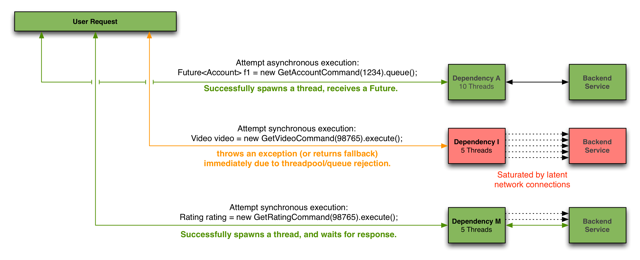 User Request
Attempt asynchronous execution:
Future<Account> f1 = new GetAccountCommand(1234).queue();
Successfully spawns a thread, receives a Future.
Dependency A
10 Threads
Backend
Service
Attempt synchronous execution:
Video video = new GetVideoCommand(98765).execute();
throws an exception (or returns fallback)
immediately due to threadpool/queue rejection.
Dependency I
5 Threads
Backend
Service
Saturated by latent
network connections
Attempt synchronous execution:
Rating rating = new GetRatingCommand(98765).execute();
Successfully spawns a thread, and waits for response.
Dependency M
5 Threads
Backend
Service